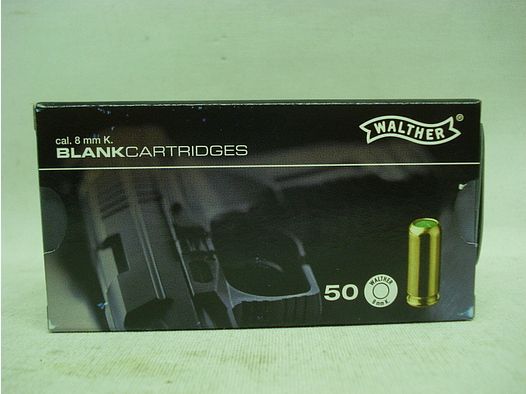 cal. 8 mm K.
BLANKCARTRIDGES
WALTHER®
50
WALTHER
8 mm K.